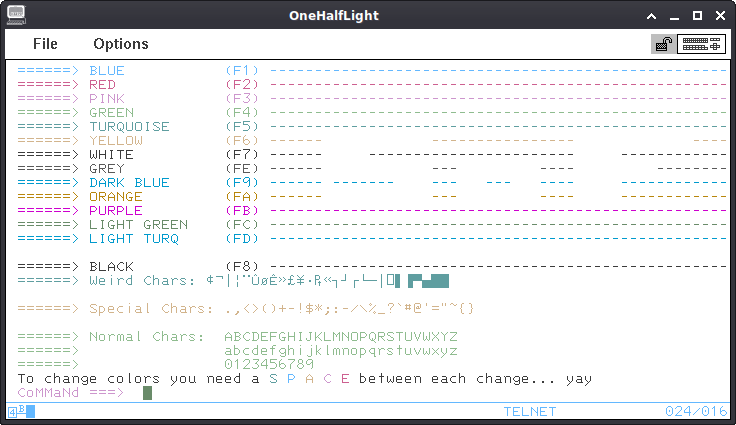 OneHalfLight
File Options
======> BLUE (F1) ----------------------------------------------------------
======> RED (F2) ----------------------------------------------------------
======> PINK (F3) ----------------------------------------------------------
======> GREEN (F4) ----------------------------------------------------------
======> TURQUOISE (F5) ----------------------------------------------------------
======> YELLOW (F6) ------ ------------------ ----
======> WHITE (F7) ------ -------------------------- --------------
======> GREY (FE) ------ --- ------------------
======> DARK BLUE (F9) ------ -------- --- --- ---- --------------
======> ORANGE (FA) ------ --- ------------------
======> PURPLE (FB) ----------------------------------------------------------
======> LIGHT GREEN (FC) ----------------------------------------------------------
======> LIGHT TURQ (FD) ----------------------------------------------------------
======> BLACK (F8)
======> Weird Chars:
======> Special Chars: .,<>()+-!$*;:-/\%_?`#@'="~{}
======> Normal Chars: ABCDEFGHIJKLMNOPQRSTUVWXYZ
======> abcdefghijklmnopqrstuvwxyz
======> 0123456789
To change colors you need a S P A C E between each change... yay
CoMMaNd ===>
4B TELNET 024/016